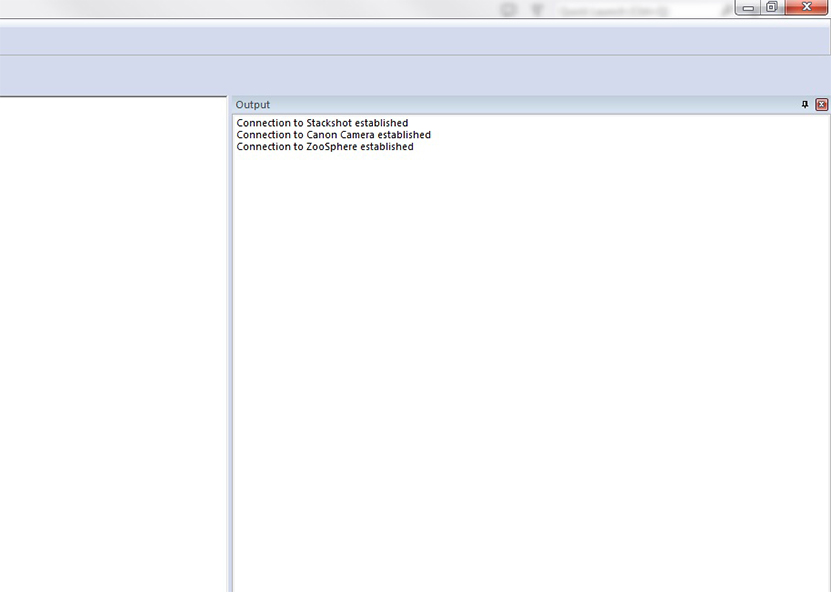 Output
Connection to Stackshot established
Connection to Canon Camera established
Connection to ZooSphere established